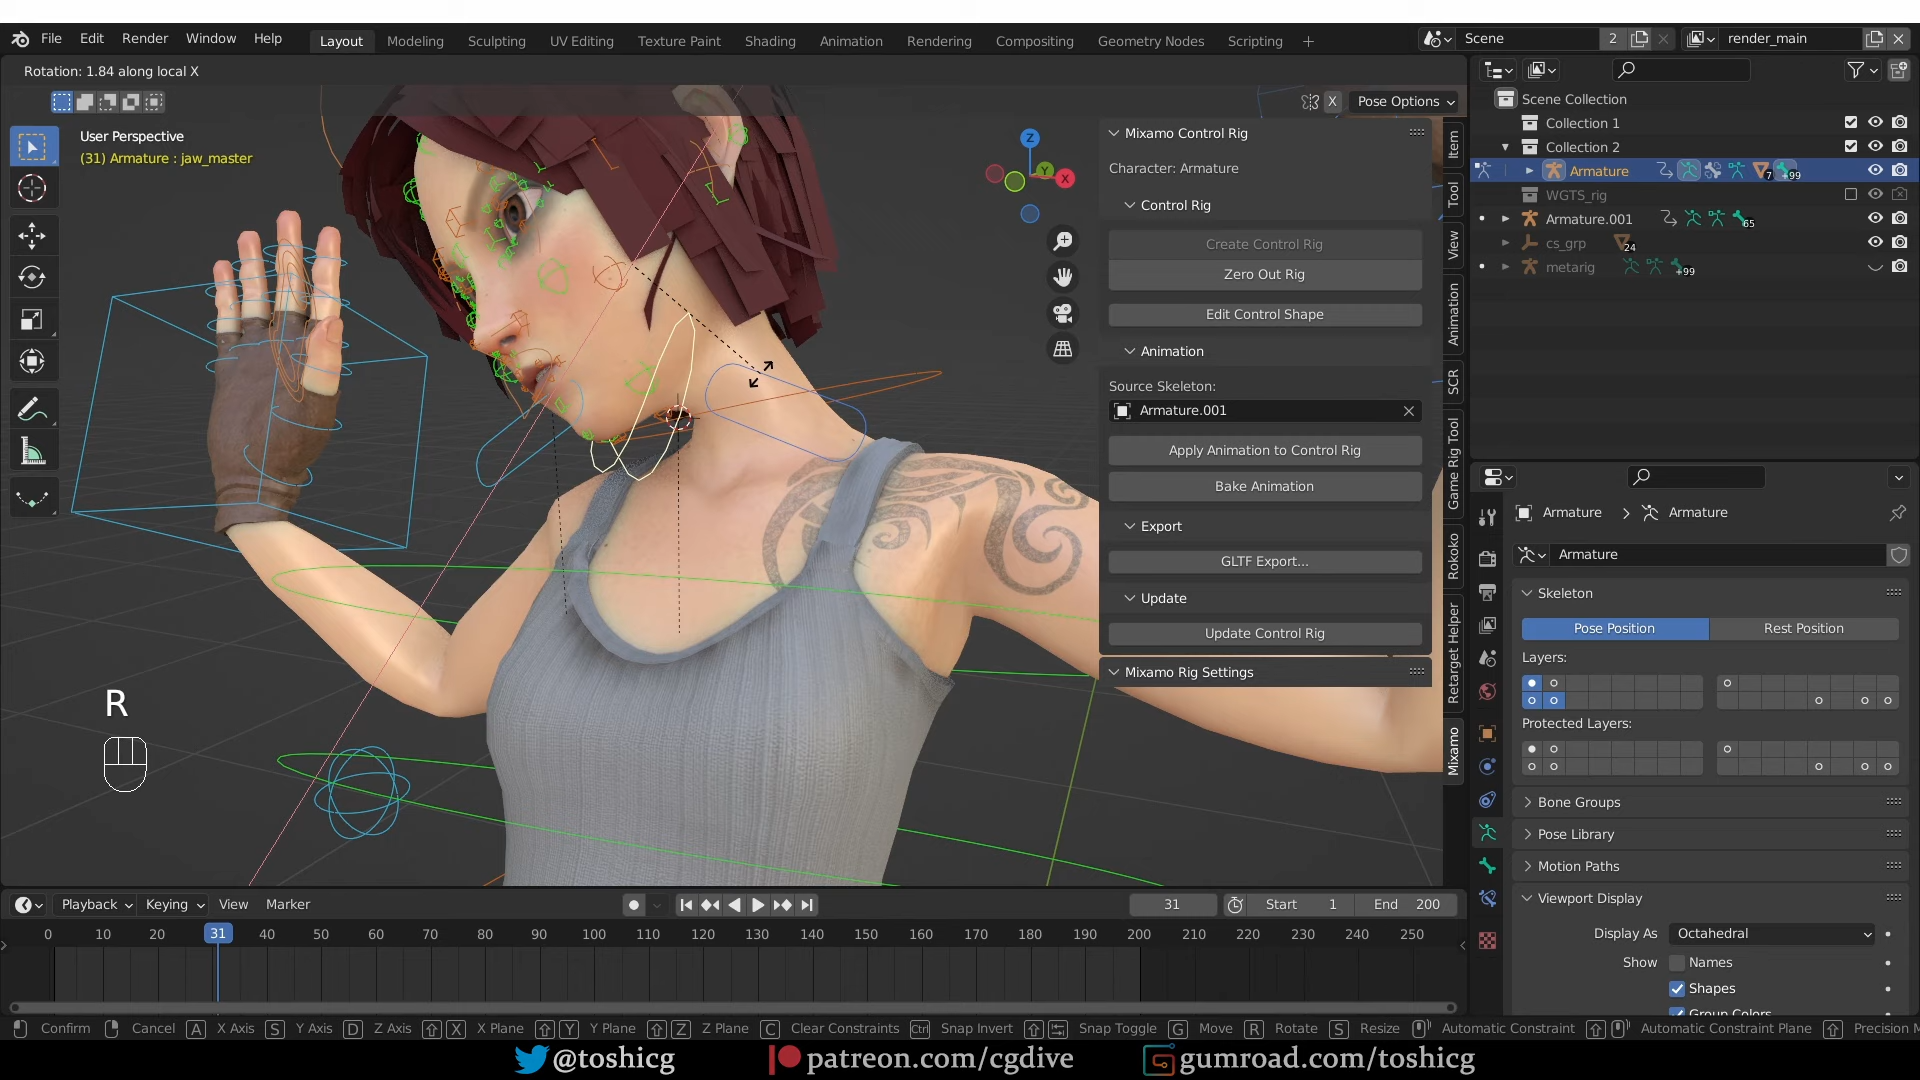 File Edit Render Window Help
Layout Modeling Sculpting UV Editing Texture Paint Shading Animation Rendering Compositing Geometry Nodes Scripting +
Scene 2 render_main
Rotation: 1.84 along local X
X Pose Options
User Perspective
(31) Armature : jaw_master
Z Y X
Mixamo Control Rig
Character: Armature
Control Rig
Create Control Rig
Zero Out Rig
Edit Control Shape
Animation
Source Skeleton:
Armature.001
Apply Animation to Control Rig
Bake Animation
Export
GLTF Export...
Update
Update Control Rig
Mixamo Rig Settings
Item
Tool
View
Animation
SCR
Game Rig Tool
Rokoko
Retarget Helper
Mixamo
Scene Collection
Collection 1
Collection 2
Armature 7 +99
WGTS_rig
Armature.001 65
cs_grp 24
metarig +99
Armature > Armature
Armature
Skeleton
Pose Position Rest Position
Layers:
Protected Layers:
Bone Groups
Pose Library
Motion Paths
Viewport Display
Display As Octahedral
Show Names
Shapes
Group Colors
R
Playback Keying View Marker
31 Start 1 End 200
0 10 20 31 40 50 60 70 80 90 100 110 120 130 140 150 160 170 180 190 200 210 220 230 240 250
Confirm Cancel A X Axis S Y Axis D Z Axis X X Plane Y Y Plane Z Z Plane C Clear Constraints Ctrl Snap Invert Snap Toggle G Move R Rotate S Resize Automatic Constraint Automatic Constraint Plane Precision M
@toshicg patreon.com/cgdive gumroad.com/toshicg